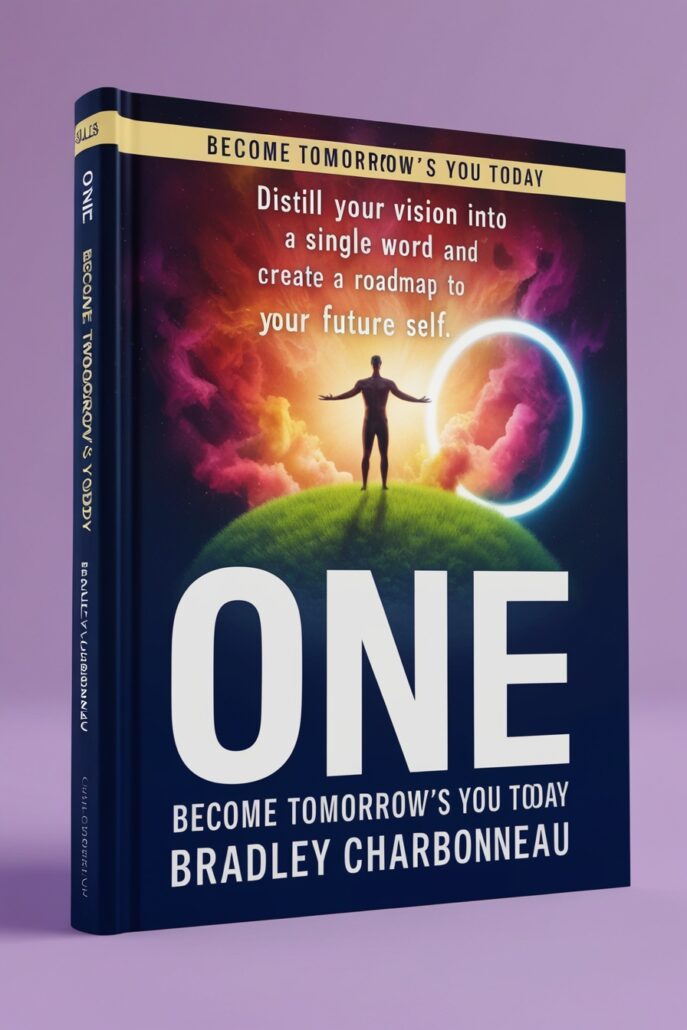 BECOME TOMORROW'S YOU TODAY
Distill your vision into
a single word and
create a roadmap to
your future self.
ONE
BECOME TOMORROW'S YOU TODAY
BRADLEY CHARBONNEAU
ONE